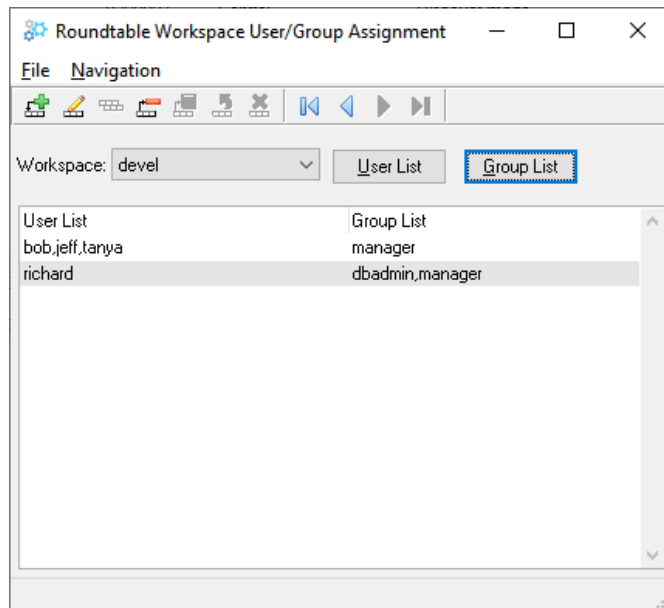 Roundtable Workspace User/Group Assignment
File Navigation
Workspace: devel User List Group List
User List Group List
bob,jeff,tanya manager
richard dbadmin,manager